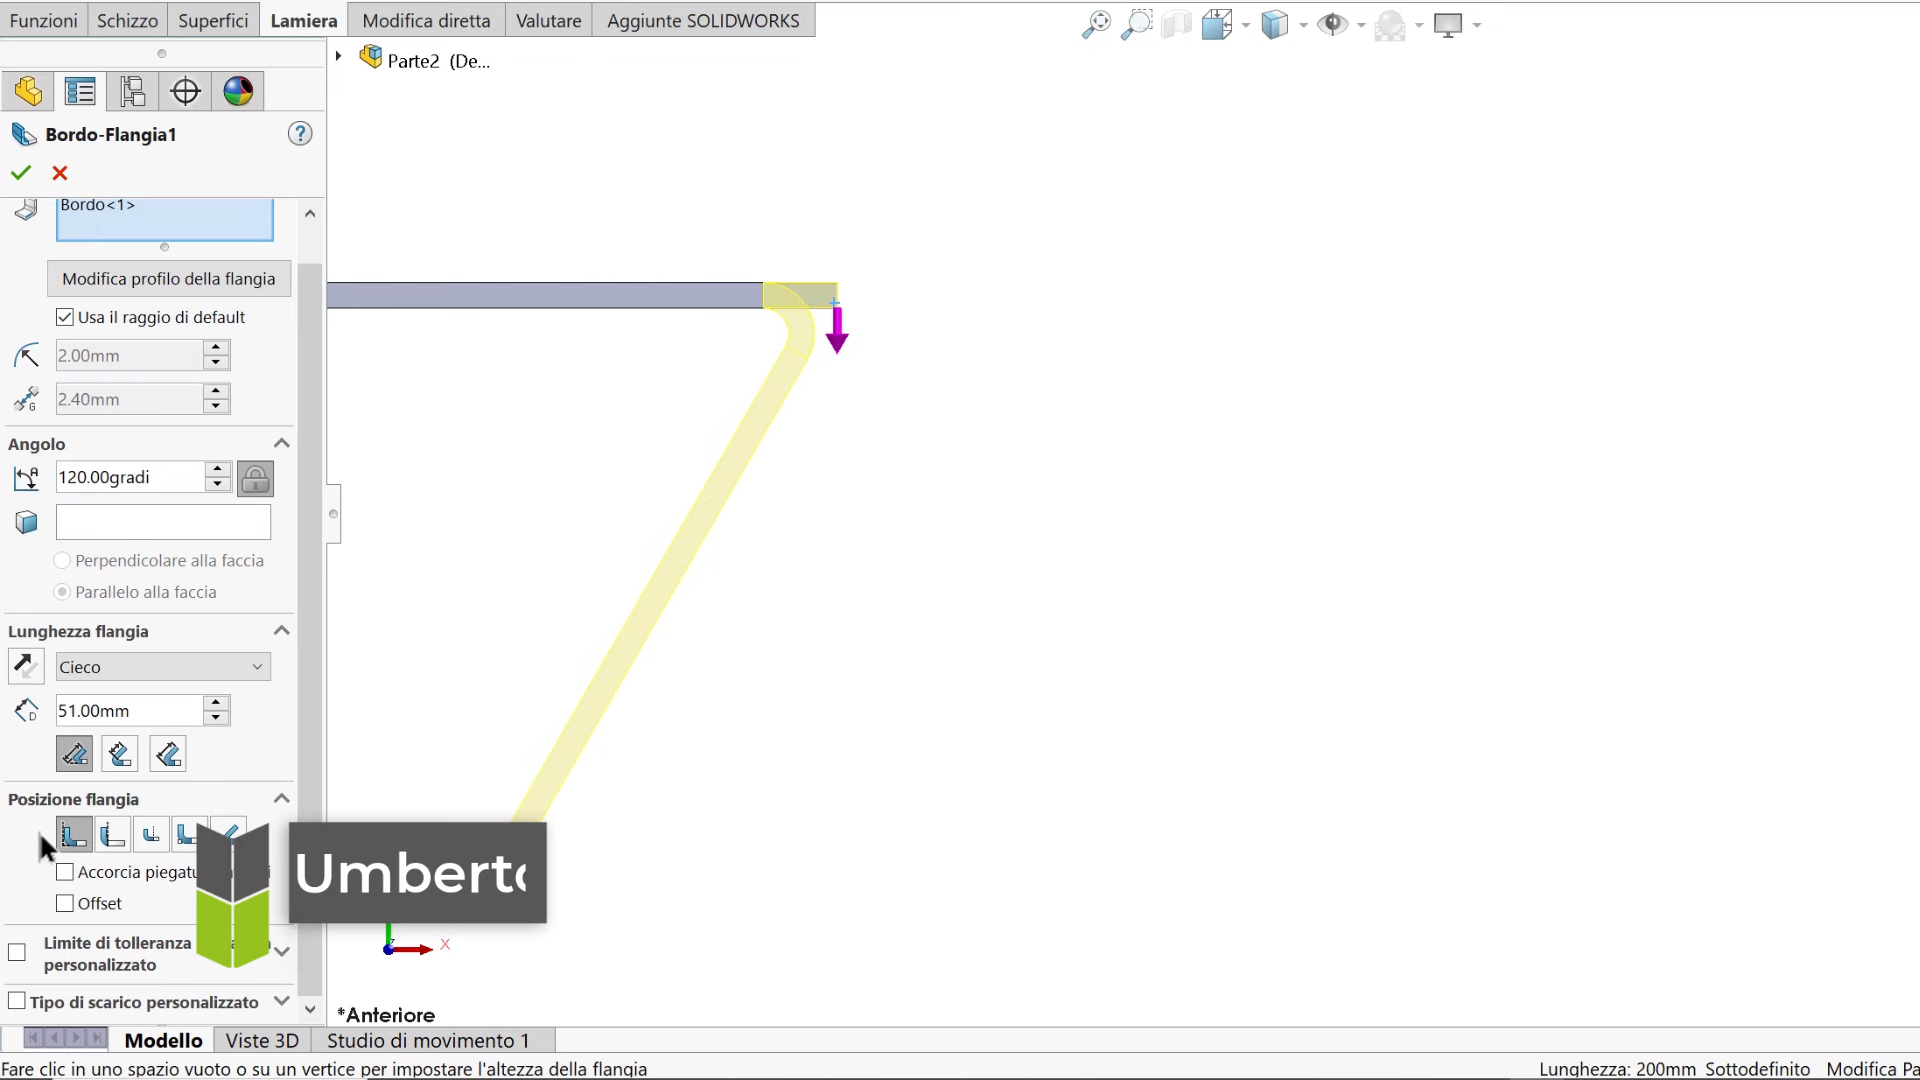 Funzioni Schizzo Superfici Lamiera Modifica diretta Valutare Aggiunte SOLIDWORKS
Parte2 (De...
Bordo-Flangia1
Bordo<1>
Modifica profilo della flangia
Usa il raggio di default
2.00mm
2.40mm
Angolo
120.00gradi
Perpendicolare alla faccia
Parallelo alla faccia
Lunghezza flangia
Cieco
51.00mm
Posizione flangia
Accorcia
Offset
Umberto
Limite di tolleranza
personalizzato
Tipo di scarico personalizzato
X
*Anteriore
Modello Viste 3D Studio di movimento 1
Fare clic in uno spazio vuoto o su un vertice per impostare l'altezza della flangia
Lunghezza: 200mm Sottodefinito Modifica Pa